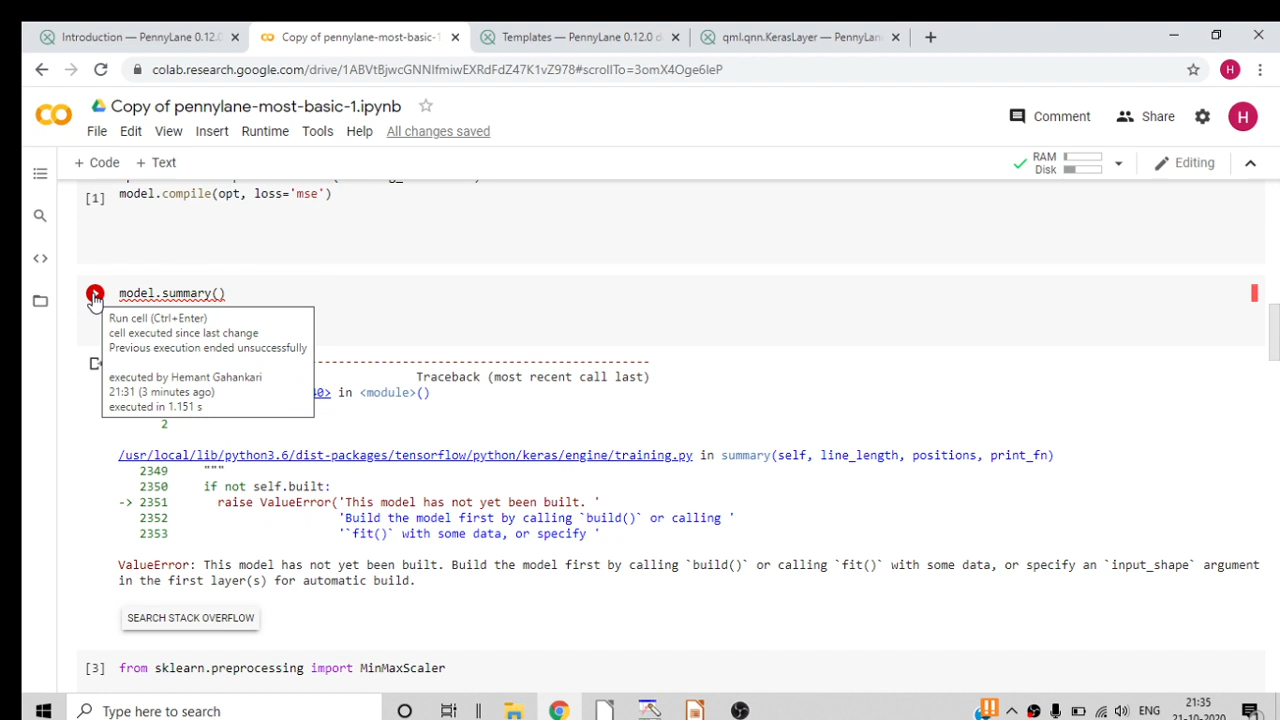 Introduction — PennyLane 0.12.0
Copy of pennylane-most-basic-1
Templates — PennyLane 0.12.0 d
qml.qnn.KerasLayer — PennyLan
colab.research.google.com/drive/1ABVtBjwcGNNIfmiwEXRdFdZ47K1vZ978#scrollTo=3omX4Oge6IeP
H
Copy of pennylane-most-basic-1.ipynb
Comment
Share
H
File Edit View Insert Runtime Tools Help All changes saved
+ Code + Text
RAM
Disk
Editing
[1]
model.compile(opt, loss='mse')
model.summary()
Run cell (Ctrl+Enter)
cell executed since last change
Previous execution ended unsuccessfully
executed by Hemant Gahankari
21:31 (3 minutes ago)
executed in 1.151 s
Traceback (most recent call last)
40> in <module>()
2
/usr/local/lib/python3.6/dist-packages/tensorflow/python/keras/engine/training.py in summary(self, line_length, positions, print_fn)
2349 """
2350 if not self.built:
-> 2351 raise ValueError('This model has not yet been built. '
2352 'Build the model first by calling `build()` or calling '
2353 '`fit()` with some data, or specify '
ValueError: This model has not yet been built. Build the model first by calling `build()` or calling `fit()` with some data, or specify an `input_shape` argument
in the first layer(s) for automatic build.
SEARCH STACK OVERFLOW
[3] from sklearn.preprocessing import MinMaxScaler
Type here to search
ENG
21:35
21-10-2020